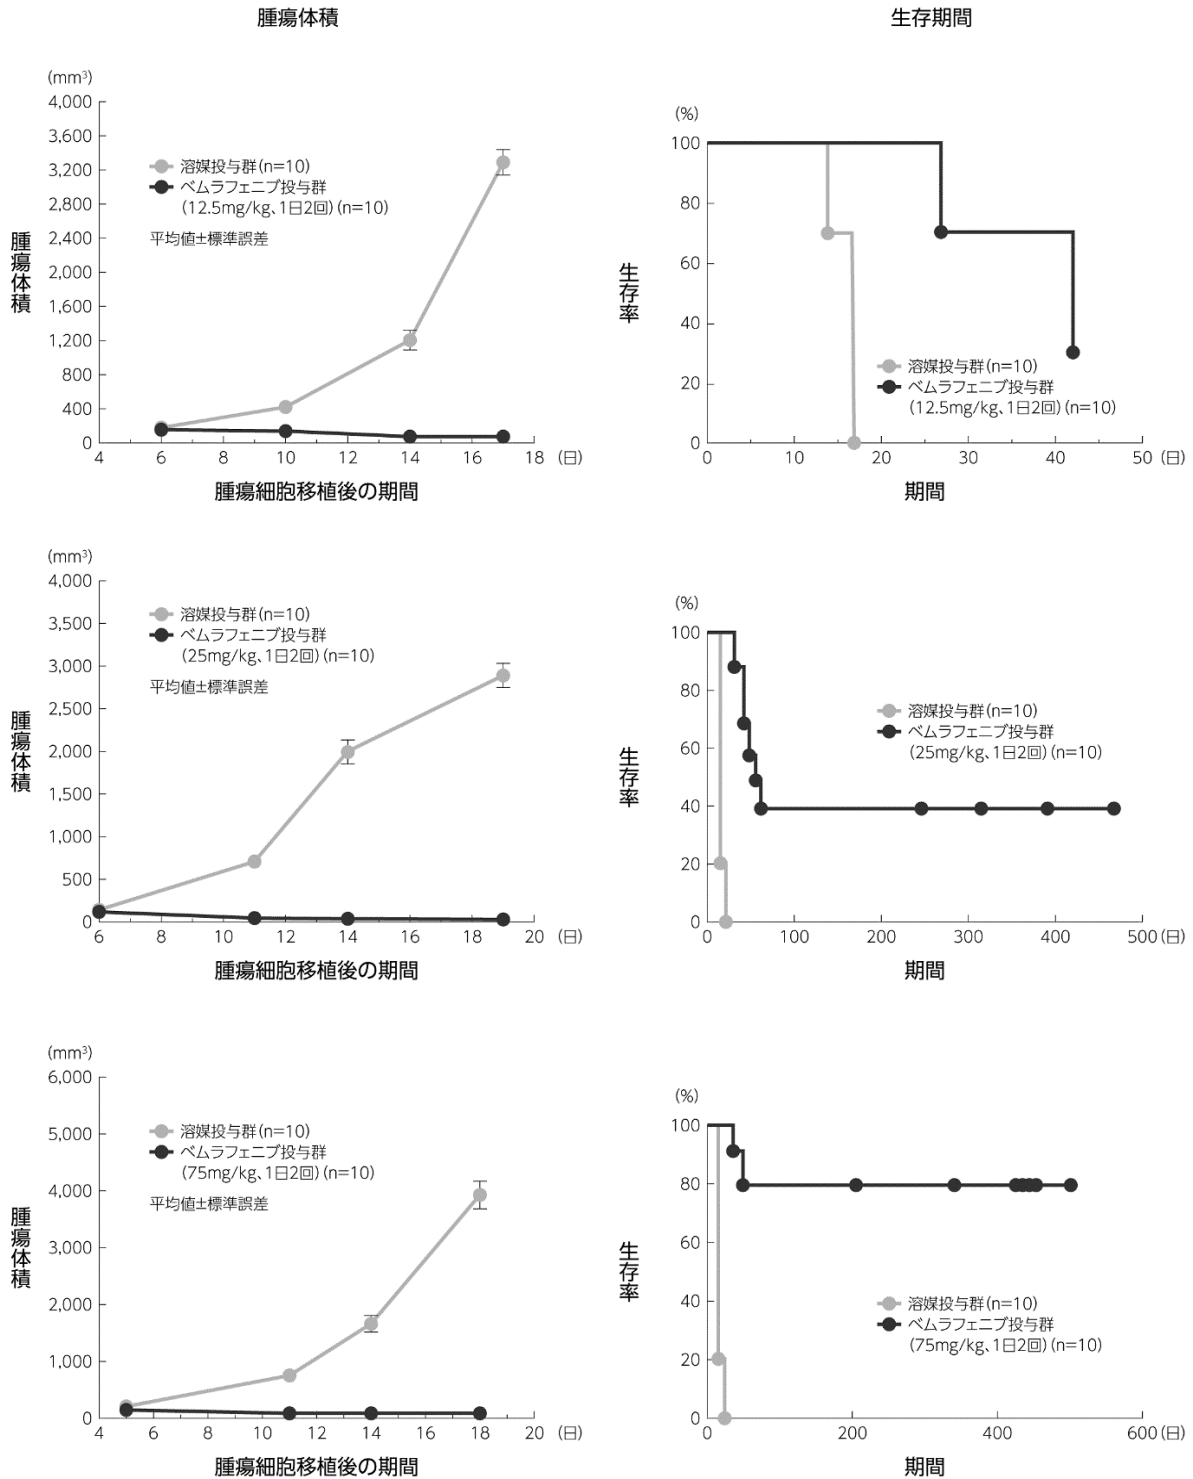 腫瘍体積
生存期間
(mm³)
4,000
3,600
3,200
2,800
2,400
2,000
1,600
1,200
800
400
0
腫瘍体積
溶媒投与群(n=10)
ベムラフェニブ投与群
(12.5mg/kg、1日2回)(n=10)
平均値±標準誤差
4 6 8 10 12 14 16 18 (日)
腫瘍細胞移植後の期間
(%)
100
80
60
40
20
0
生存率
溶媒投与群(n=10)
ベムラフェニブ投与群
(12.5mg/kg、1日2回)(n=10)
0 10 20 30 40 50 (日)
期間
(mm³)
4,000
3,500
3,000
2,500
2,000
1,500
1,000
500
0
腫瘍体積
溶媒投与群(n=10)
ベムラフェニブ投与群
(25mg/kg、1日2回)(n=10)
平均値±標準誤差
6 8 10 12 14 16 18 20 (日)
腫瘍細胞移植後の期間
(%)
100
80
60
40
20
0
生存率
溶媒投与群(n=10)
ベムラフェニブ投与群
(25mg/kg、1日2回)(n=10)
0 100 200 300 400 500 (日)
期間
(mm³)
6,000
5,000
4,000
3,000
2,000
1,000
0
腫瘍体積
溶媒投与群(n=10)
ベムラフェニブ投与群
(75mg/kg、1日2回)(n=10)
平均値±標準誤差
4 6 8 10 12 14 16 18 20 (日)
腫瘍細胞移植後の期間
(%)
100
80
60
40
20
0
生存率
溶媒投与群(n=10)
ベムラフェニブ投与群
(75mg/kg、1日2回)(n=10)
0 200 400 600 (日)
期間